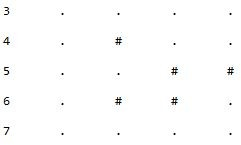 3 . . . .
4 . # . .
5 . . # #
6 . # # .
7 . . . .